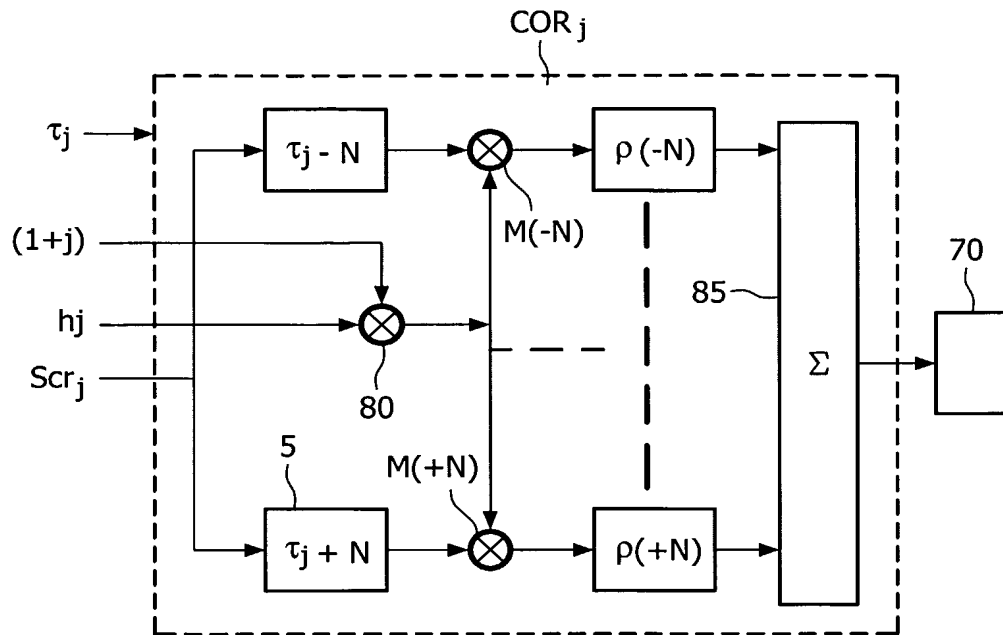 COR j
τj
τj - N
ρ (-N)
M(-N)
(1+j)
85
70
hj
80
Σ
Scrj
5
M(+N)
τj + N
ρ(+N)